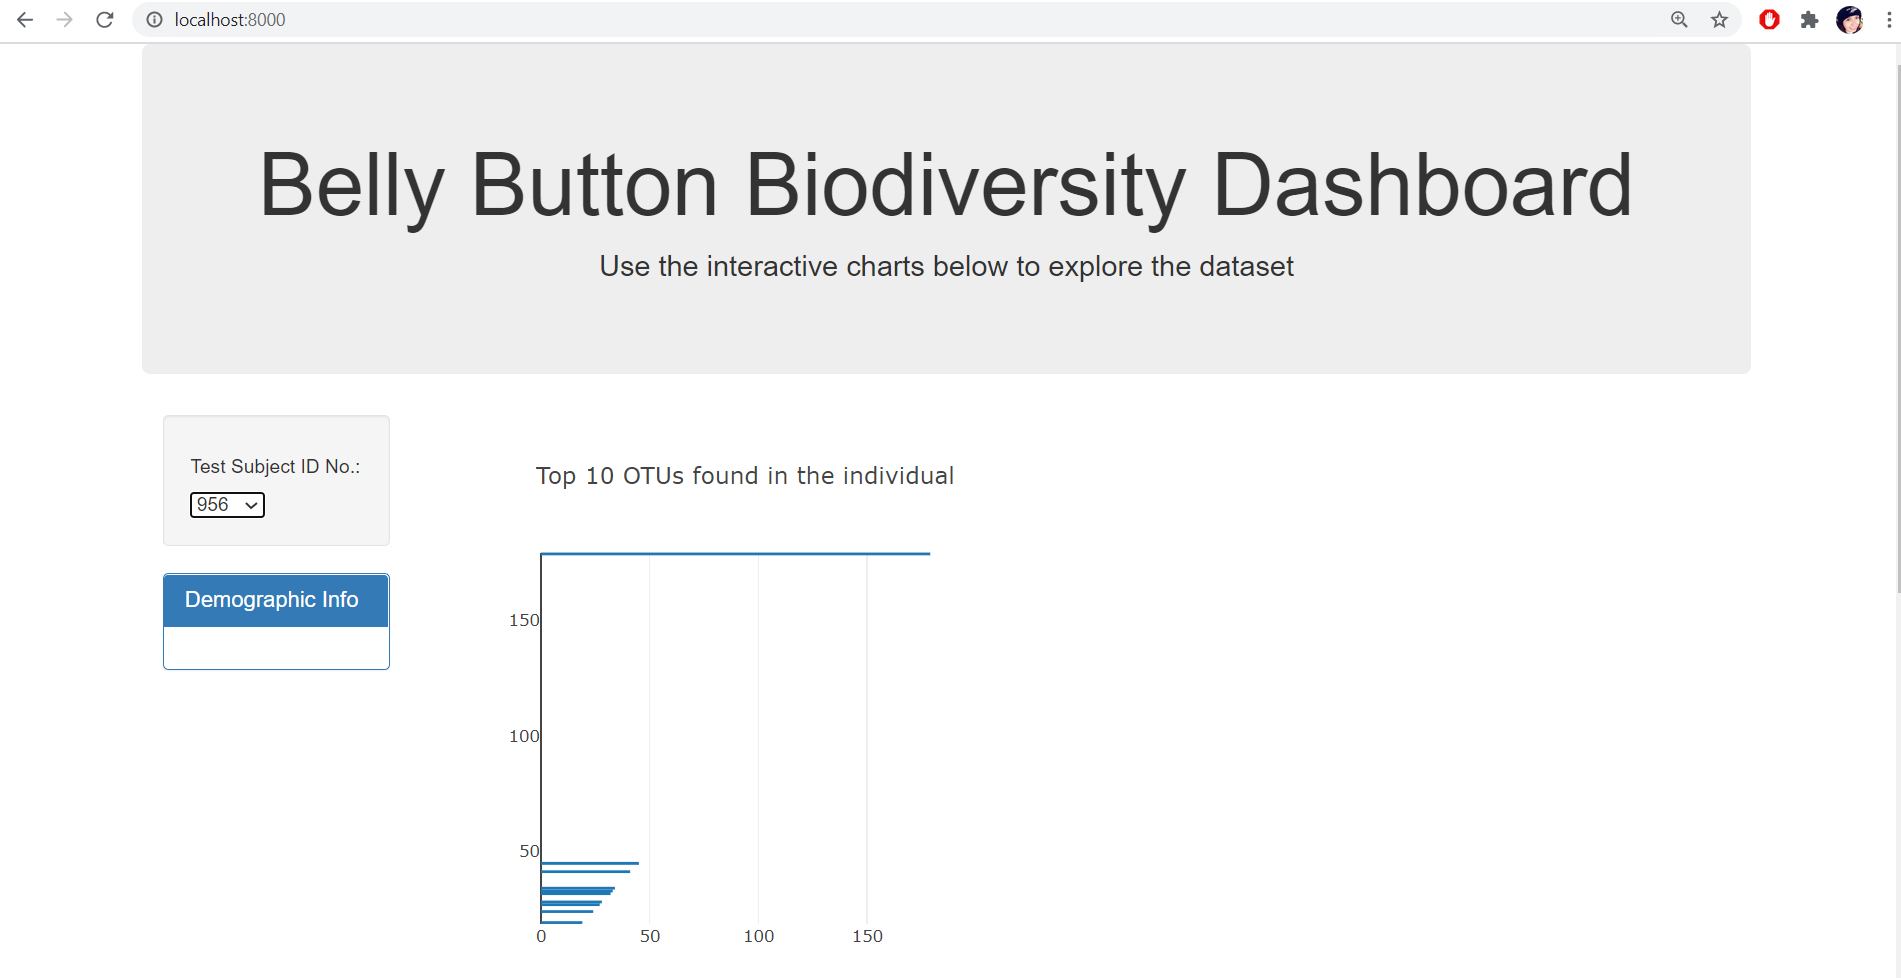 localhost:8000
Belly Button Biodiversity Dashboard
Use the interactive charts below to explore the dataset
Test Subject ID No.:
956
Demographic Info
Top 10 OTUs found in the individual
150
100
50
0 50 100 150